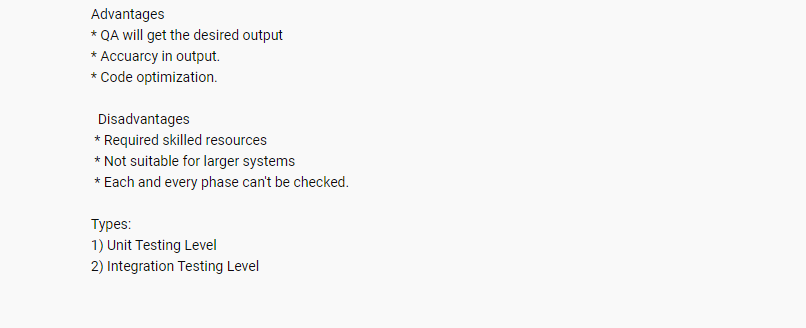 Advantages
* QA will get the desired output
* Accuarcy in output.
* Code optimization.
Disadvantages
* Required skilled resources
* Not suitable for larger systems
* Each and every phase can't be checked.
Types:
1) Unit Testing Level
2) Integration Testing Level